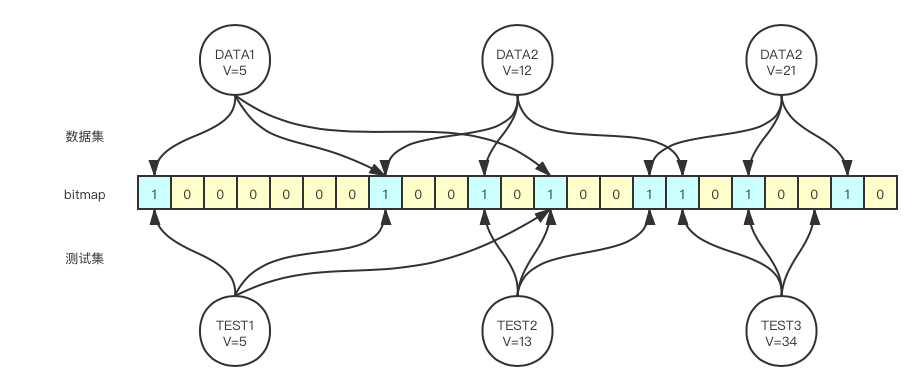 DATA1
V=5
DATA2
V=12
DATA2
V=21
数据集
bitmap
1 0 0 0 0 0 0 1 0 0 1 0 1 0 0 1 1 0 1 0 0 1 0
测试集
TEST1
V=5
TEST2
V=13
TEST3
V=34